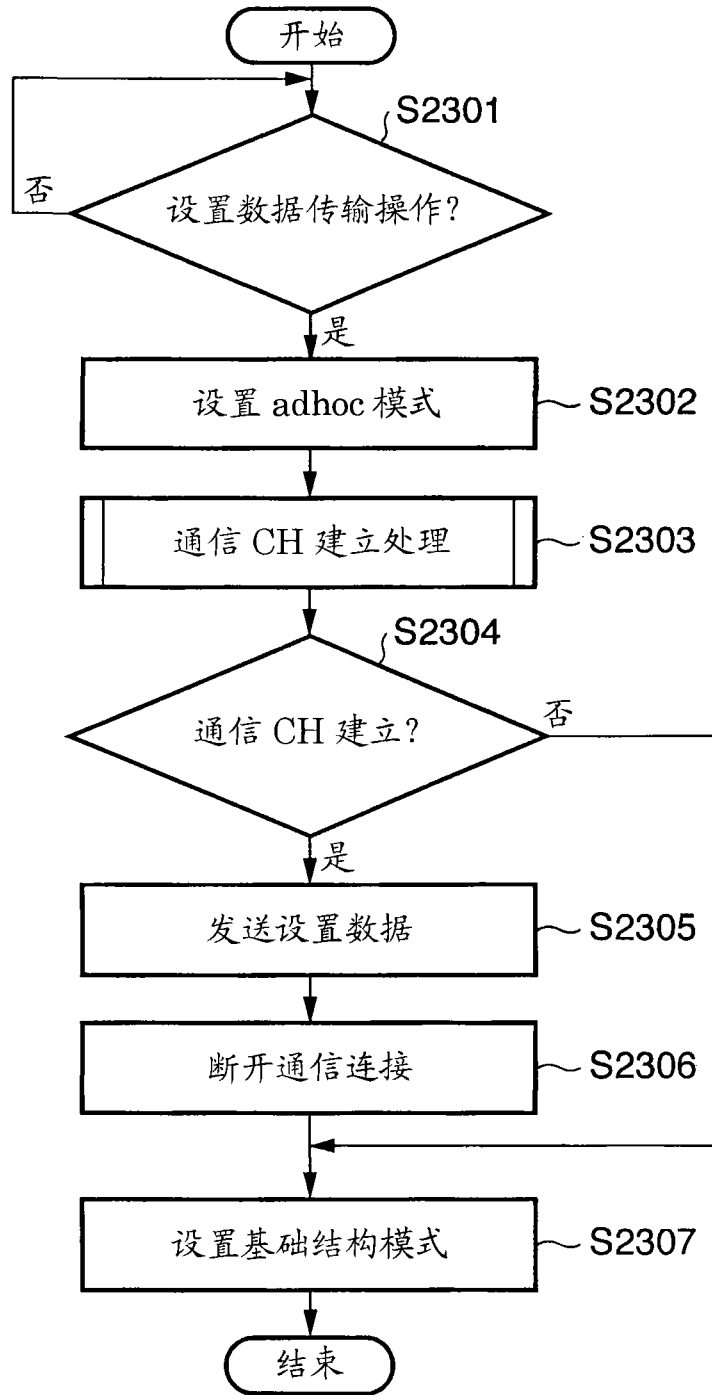 开始
S2301
否
设置数据传输操作?
是
设置 adhoc 模式
S2302
通信 CH 建立处理
S2303
S2304
通信 CH 建立?
否
是
发送设置数据
S2305
断开通信连接
S2306
设置基础结构模式
S2307
结束